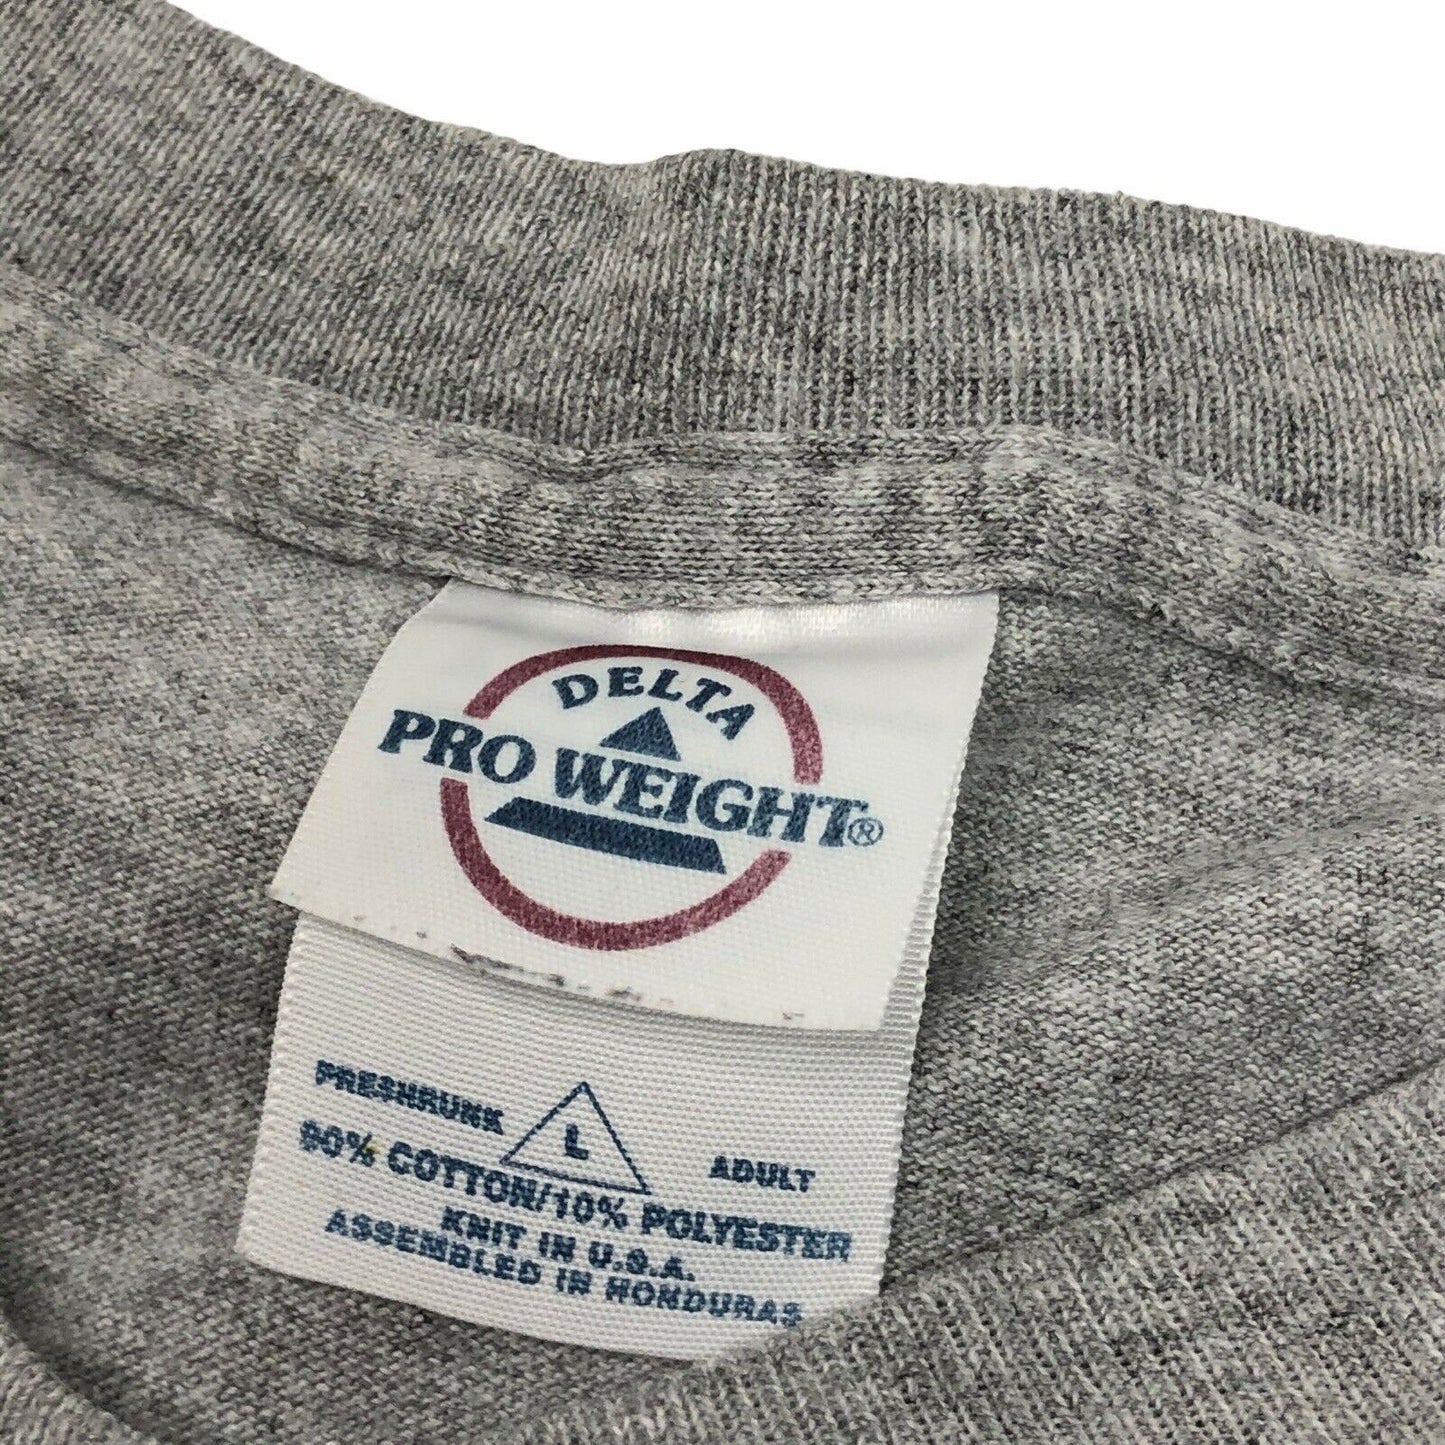 DELTA
PRO WEIGHT®
PRESHRUNK L ADULT
90% COTTON/10% POLYESTER
KNIT IN U.S.A.
ASSEMBLED IN HONDURAS